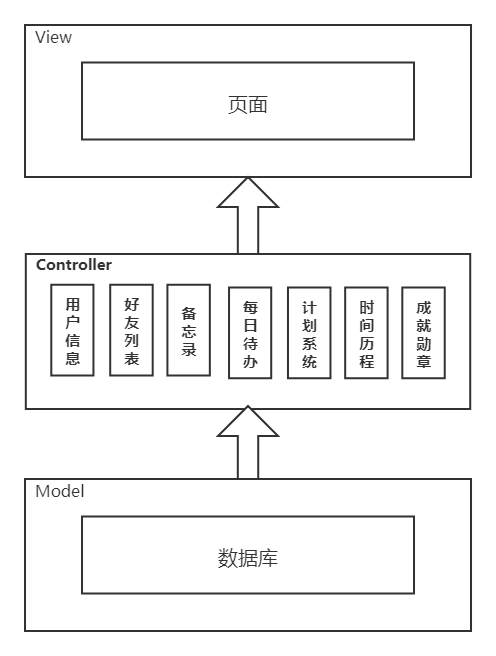 View
页面
Controller
用户信息
好友列表
备忘录
每日待办
计划系统
时间历程
成就勋章
Model
数据库